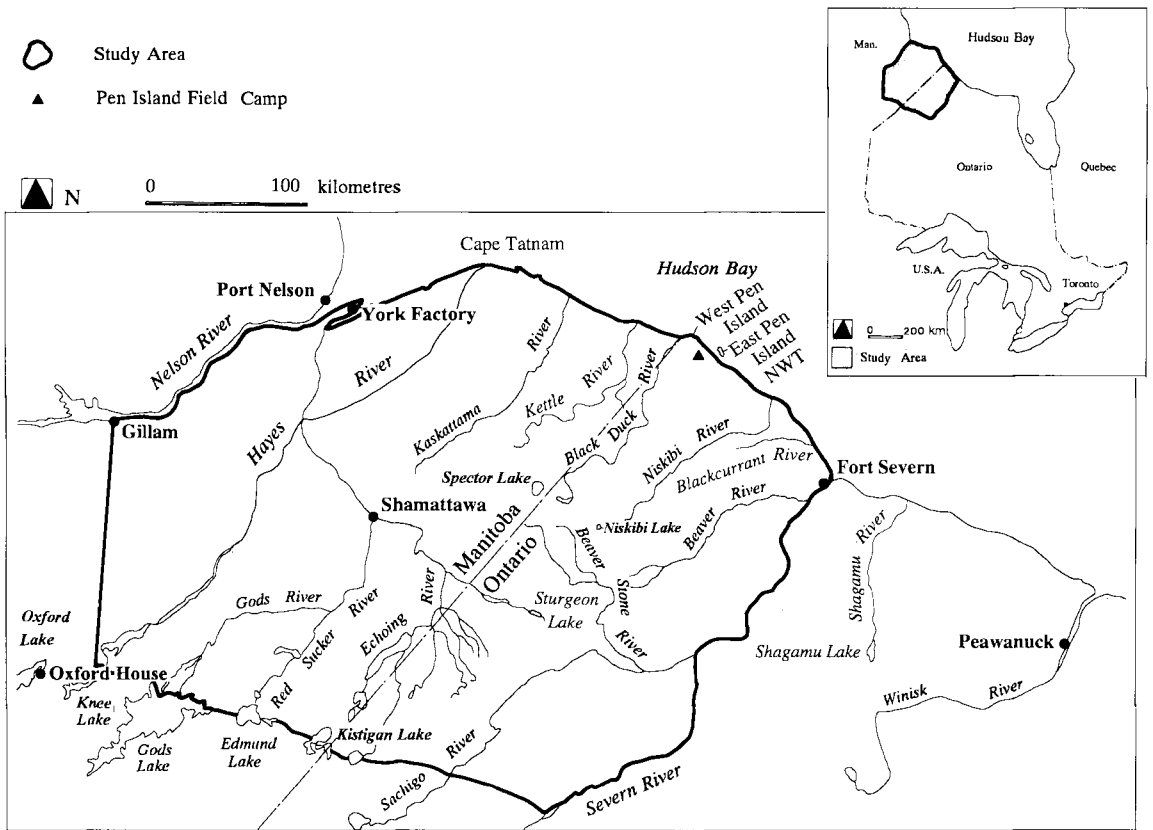 Study Area
Pen Island Field Camp
N
0 100 kilometres
Man.
Hudson Bay
Ontario
Quebec
U.S.A.
Toronto
0 200 km
Study Area
Cape Tatnam
Hudson Bay
Port Nelson
York Factory
Nelson River
West Pen
Island
East Pen
Island
NWT
River
River
Kaskattama
Kettle River
Black Duck River
Gillam
Hayes
Niskibi River
Blackcurrant River
Fort Severn
Spector Lake
Shamattawa
Manitoba
Ontario
Niskibi Lake
Beaver River
Beaver
Stone
River
Shagamu River
Gods River
Red Sucker River
Echoing River
Sturgeon
Lake
Oxford
Lake
Oxford House
Shagamu Lake
Peawanuck
Winisk River
Knee
Lake
Gods
Lake
Edmund
Lake
Kistigan Lake
Sachigo River
Severn River